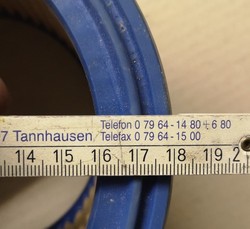 Telefon 0 79 64 - 14 80 + 6 80
7 Tannhausen Telefax 0 79 64 - 15 00
14 15 16 17 18 19 2